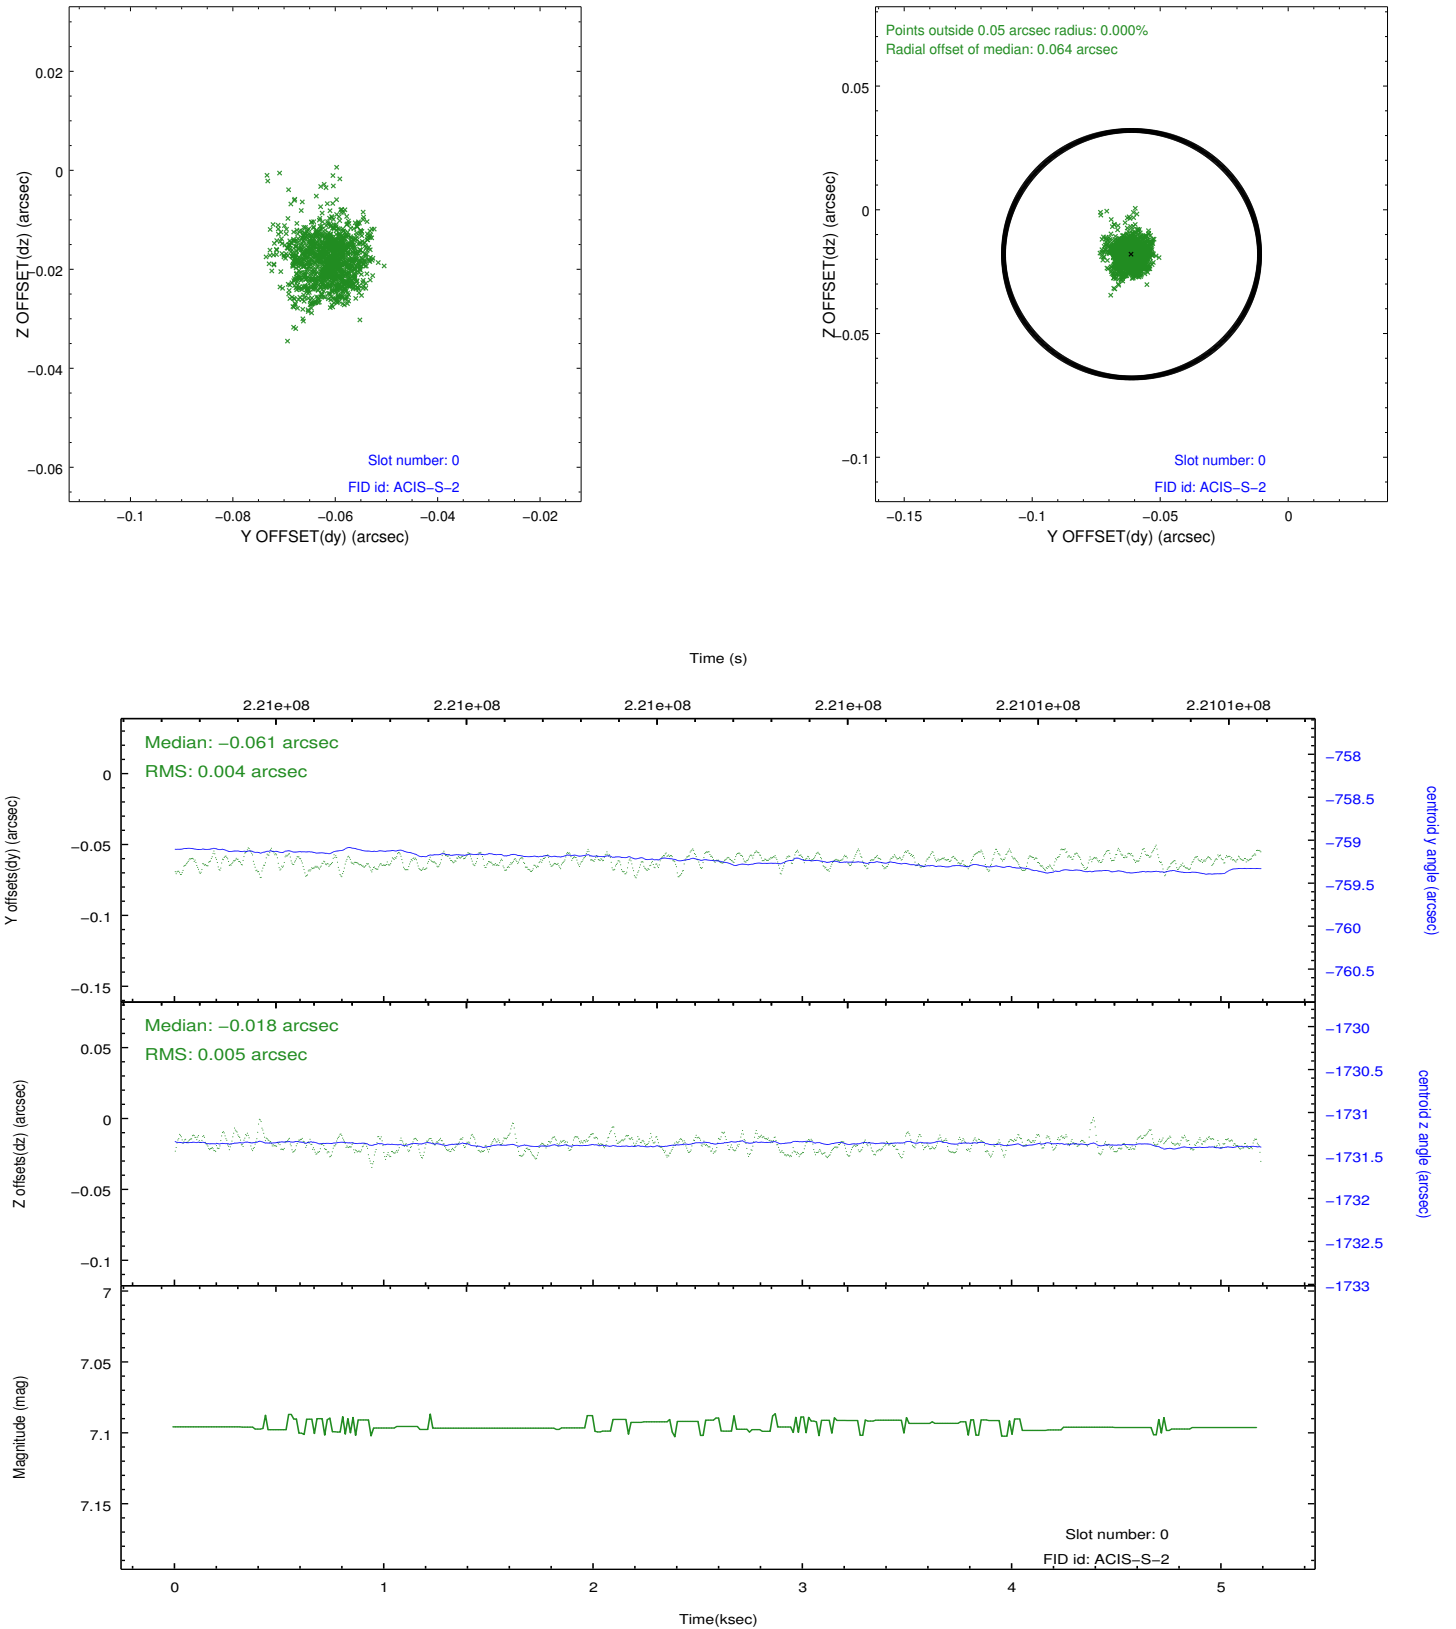 0.02
0
−0.02
−0.04
−0.06
Z OFFSET(dz) (arcsec)
Slot number: 0
FID id: ACIS−S−2
−0.1
−0.08
−0.06
−0.04
−0.02
Y OFFSET(dy) (arcsec)
Points outside 0.05 arcsec radius: 0.000%
Radial offset of median: 0.064 arcsec
0.05
0
−0.05
−0.1
Z OFFSET(dz) (arcsec)
Slot number: 0
FID id: ACIS−S−2
−0.15
−0.1
−0.05
0
Y OFFSET(dy) (arcsec)
Time (s)
2.21e+08
2.21e+08
2.21e+08
2.21e+08
2.2101e+08
2.2101e+08
Median: −0.061 arcsec
RMS: 0.004 arcsec
0
−0.05
−0.1
−0.15
Y offsets(dy) (arcsec)
−758
−758.5
−759
−759.5
−760
−760.5
centroid y angle (arcsec)
Median: −0.018 arcsec
RMS: 0.005 arcsec
0.05
0
−0.05
−0.1
Z offsets(dz) (arcsec)
−1730
−1730.5
−1731
−1731.5
−1732
−1732.5
−1733
centroid z angle (arcsec)
7
7.05
7.1
7.15
Magnitude (mag)
Slot number: 0
FID id: ACIS−S−2
0
1
2
3
4
5
Time(ksec)